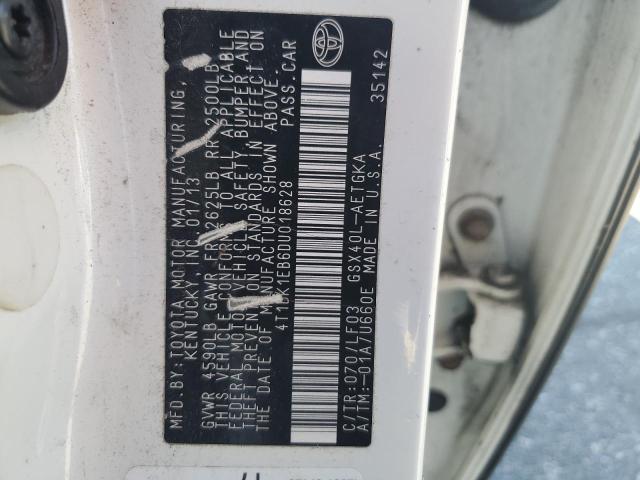 MFD.BY: TOYOTA MOTOR MANUFACTURING,
KENTUCKY, INC. 01/13
GVWR 4590LB GAWR FR 2625LB RR 2500LB
THIS VEHICLE CONFORMS TO ALL APPLICABLE
FEDERAL MOTOR VEHICLE SAFETY, BUMPER AND
THEFT PREVENTION STANDARDS IN EFFECT ON
THE DATE OF MANUFACTURE SHOWN ABOVE.
PASS. CAR
C/TR:070/LF03 GSX40L-AETGKA
A/TM:-01A/U660E MADE IN U.S.A.
35142